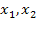 x₁, x₂